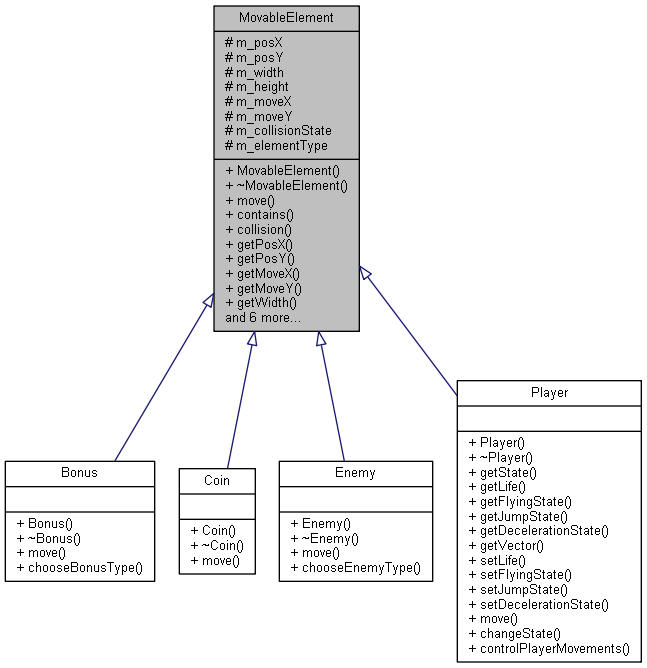 MovableElement
# m_posX
# m_posY
# m_width
# m_height
# m_moveX
# m_moveY
# m_collisionState
# m_elementType
+ MovableElement()
+ ~MovableElement()
+ move()
+ contains()
+ collision()
+ getPosX()
+ getPosY()
+ getMoveX()
+ getMoveY()
+ getWidth()
and 6 more...
Bonus
+ Bonus()
+ ~Bonus()
+ move()
+ chooseBonusType()
Coin
+ Coin()
+ ~Coin()
+ move()
Enemy
+ Enemy()
+ ~Enemy()
+ move()
+ chooseEnemyType()
Player
+ Player()
+ ~Player()
+ getState()
+ getLife()
+ getFlyingState()
+ getJumpState()
+ getDecelerationState()
+ getVector()
+ setLife()
+ setFlyingState()
+ setJumpState()
+ setDecelerationState()
+ move()
+ changeState()
+ controlPlayerMovements()